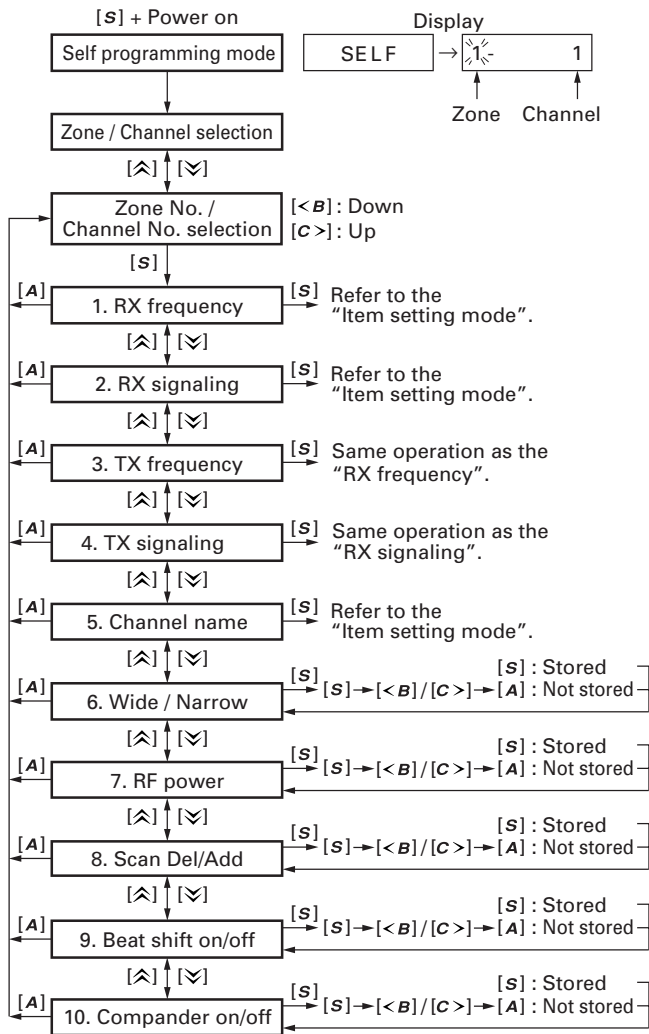 [S] + Power on
Display
Self programming mode
SELF → 1- 1
Zone Channel
Zone / Channel selection
[︽] [︾]
Zone No. /
Channel No. selection
[<B] : Down
[C>] : Up
[S]
[A] 1. RX frequency [S] Refer to the
"Item setting mode".
[︽] [︾]
[A] 2. RX signaling [S] Refer to the
"Item setting mode".
[︽] [︾]
[A] 3. TX frequency [S] Same operation as the
"RX frequency".
[︽] [︾]
[A] 4. TX signaling [S] Same operation as the
"RX signaling".
[︽] [︾]
[A] 5. Channel name [S] Refer to the
"Item setting mode".
[︽] [︾]
[S] : Stored
[A] 6. Wide / Narrow [S] [S]→[<B]/[C>]→[A] : Not stored
[︽] [︾]
[S] : Stored
[A] 7. RF power [S] [S]→[<B]/[C>]→[A] : Not stored
[︽] [︾]
[S] : Stored
[A] 8. Scan Del/Add [S] [S]→[<B]/[C>]→[A] : Not stored
[︽] [︾]
[S] : Stored
[A] 9. Beat shift on/off [S] [S]→[<B]/[C>]→[A] : Not stored
[︽] [︾]
[S] : Stored
[A] 10. Compander on/off [S] [S]→[<B]/[C>]→[A] : Not stored